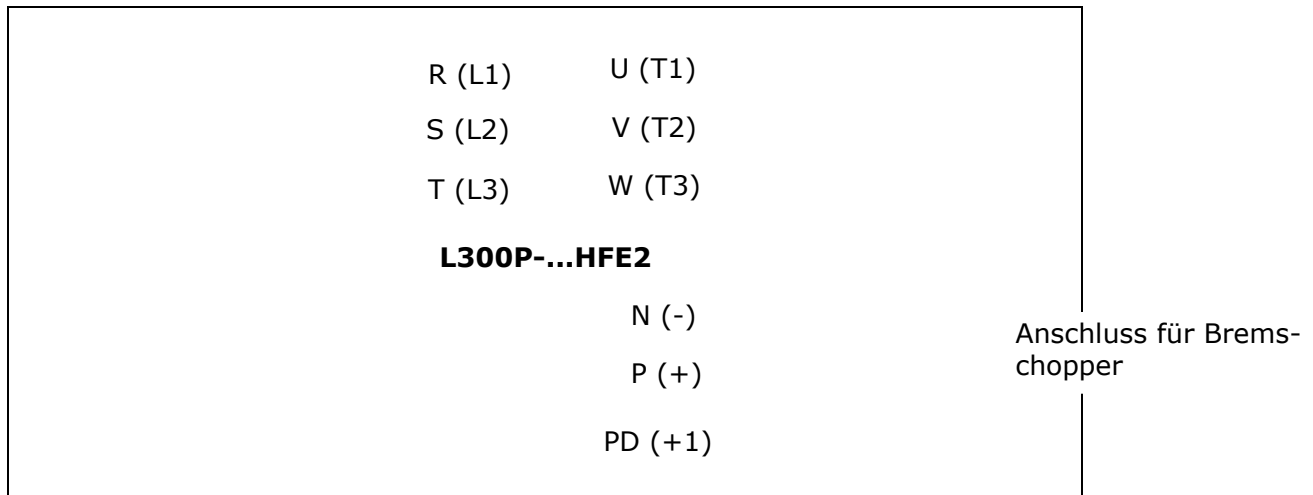 R (L1) U (T1)
S (L2) V (T2)
T (L3) W (T3)
L300P-...HFE2
N (-)
P (+)
PD (+1)
Anschluss für Brems-
chopper